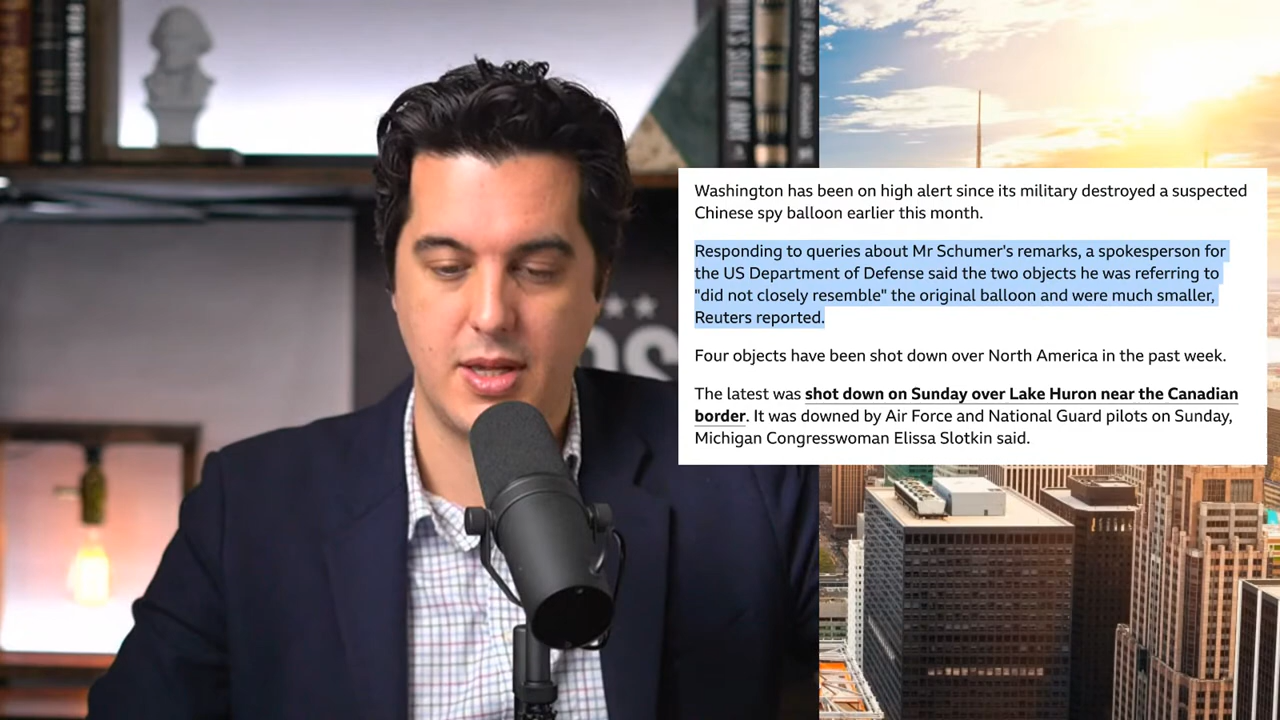 Washington has been on high alert since its military destroyed a suspected
Chinese spy balloon earlier this month.
Responding to queries about Mr Schumer's remarks, a spokesperson for
the US Department of Defense said the two objects he was referring to
"did not closely resemble" the original balloon and were much smaller,
Reuters reported.
Four objects have been shot down over North America in the past week.
The latest was shot down on Sunday over Lake Huron near the Canadian
border. It was downed by Air Force and National Guard pilots on Sunday,
Michigan Congresswoman Elissa Slotkin said.